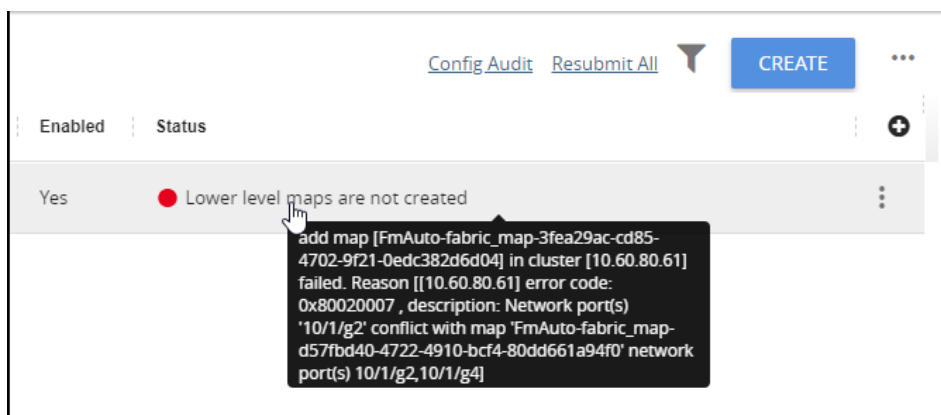 Config Audit Resubmit All CREATE
Enabled Status
Yes Lower level maps are not created
add map [FmAuto-fabric_map-3fea29ac-cd85-
4702-9f21-0edc382d6d04] in cluster [10.60.80.61]
failed. Reason [[10.60.80.61] error code:
0x80020007 , description: Network port(s)
'10/1/g2' conflict with map 'FmAuto-fabric_map-
d57fbd40-4722-4910-bcf4-80dd661a94f0' network
port(s) 10/1/g2,10/1/g4]